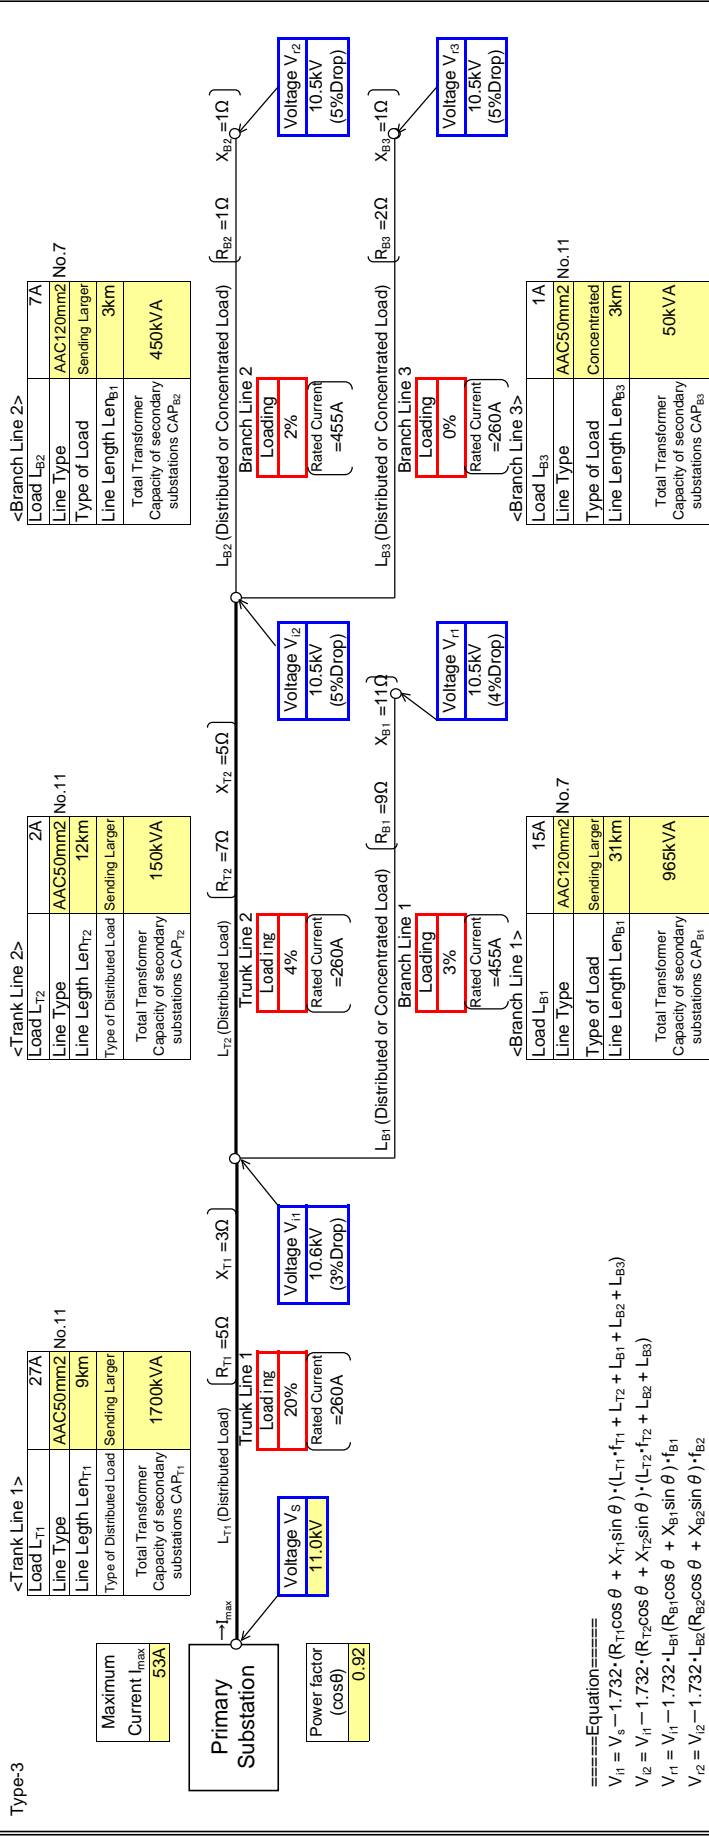 Type-3
Maximum
Current Imax
53A
<Trank Line 1>
Load LT1 27A
Line Type AAC50mm2 No.11
Line Legth LenT1 9km
Type of Distributed Load Sending Larger
Total Transformer
Capacity of secondary
substations CAPT1
1700kVA
<Trank Line 2>
Load LT2 2A
Line Type AAC50mm2 No.11
Line Legth LenT2 12km
Type of Distributed Load Sending Larger
Total Transformer
Capacity of secondary
substations CAPT2
150kVA
<Branch Line 2>
Load LB2 7A
Line Type AAC120mm2 No.7
Type of Load Sending Larger
Line Length LenB1 3km
Total Transformer
Capacity of secondary
substations CAPB2
450kVA
Primary
Substation
→Imax
LT1 (Distributed Load) RT1 =5Ω XT1 =3Ω
LT2 (Distributed Load) RT2 =7Ω XT2 =5Ω
LB2 (Distributed or Concentrated Load) RB2 =1Ω XB2 =1Ω
Power factor
(cosθ)
0.92
Voltage VS
11.0kV
Trunk Line 1
Loading
20%
Rated Current
=260A
Voltage Vi1
10.6kV
(3%Drop)
Trunk Line 2
Loading
4%
Rated Current
=260A
Voltage Vi2
10.5kV
(5%Drop)
Branch Line 2
Loading
2%
Rated Current
=455A
Voltage Vr2
10.5kV
(5%Drop)
LB1 (Distributed or Concentrated Load) RB1 =9Ω XB1 =11Ω
LB3 (Distributed or Concentrated Load) RB3 =2Ω XB3 =1Ω
Branch Line 1
Loading
3%
Rated Current
=455A
Voltage Vr1
10.5kV
(4%Drop)
Branch Line 3
Loading
0%
Rated Current
=260A
Voltage Vr3
10.5kV
(5%Drop)
<Branch Line 1>
Load LB1 15A
Line Type AAC120mm2 No.7
Type of Load Sending Larger
Line Length LenB1 31km
Total Transformer
Capacity of secondary
substations CAPB1
965kVA
<Branch Line 3>
Load LB3 1A
Line Type AAC50mm2 No.11
Type of Load Concentrated
Line Length LenB3 3km
Total Transformer
Capacity of secondary
substations CAPB3
50kVA
=====Equation=====
Vi1 = Vs－1.732・(RT1cos θ + XT1sin θ)・(LT1・fT1 + LT2 + LB1 + LB2 + LB3)
Vi2 = Vi1－1.732・(RT2cos θ + XT2sin θ)・(LT2・fT2 + LB2 + LB3)
Vr1 = Vi1－1.732・LB1(RB1cos θ + XB1sin θ)・fB1
Vr2 = Vi2－1.732・LB2(RB2cos θ + XB2sin θ)・fB2